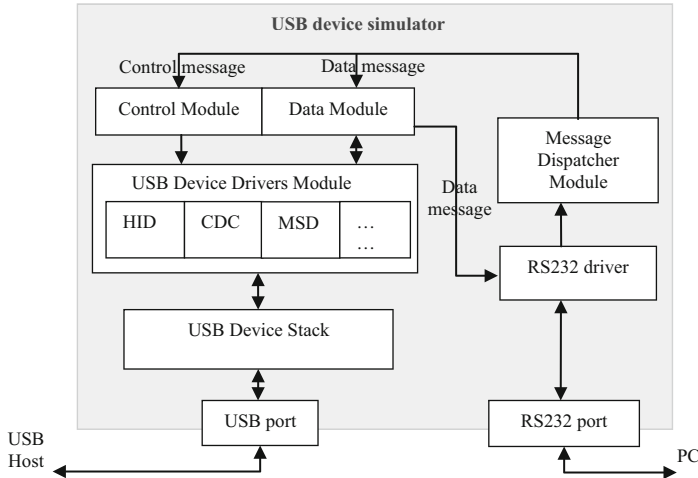 USB device simulator
Control message
Data message
Control Module
Data Module
Message
Dispatcher
Module
USB Device Drivers Module
Data
message
HID
CDC
MSD
…
…
RS232 driver
USB Device Stack
USB port
RS232 port
USB
Host
PC